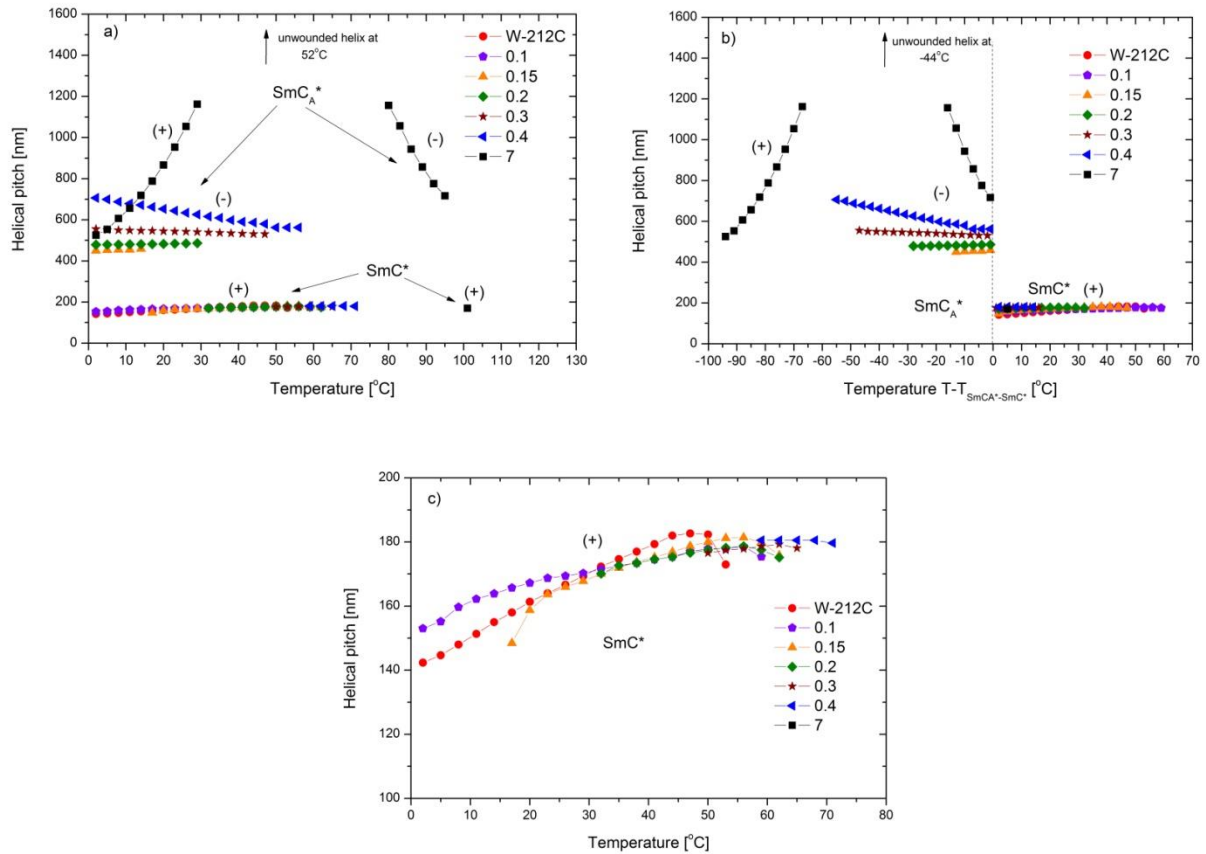 a)
unwounded helix at
52°C
SmC_A*
(+)
(-)
(-)
SmC*
(+)
(+)
W-212C
0.1
0.15
0.2
0.3
0.4
7
Helical pitch [nm]
1600
1400
1200
1000
800
600
400
200
0
0 10 20 30 40 50 60 70 80 90 100 110 120 130
Temperature [°C]
b)
unwounded helix at
-44°C
(+)
(-)
SmC_A*
SmC*
(+)
W-212C
0.1
0.15
0.2
0.3
0.4
7
Helical pitch [nm]
1600
1400
1200
1000
800
600
400
200
0
-100 -90 -80 -70 -60 -50 -40 -30 -20 -10 0 10 20 30 40 50 60 70
Temperature T-T_SmCA*-SmC* [°C]
c)
(+)
SmC*
W-212C
0.1
0.15
0.2
0.3
0.4
7
Helical pitch [nm]
200
180
160
140
120
100
0 10 20 30 40 50 60 70 80
Temperature [°C]